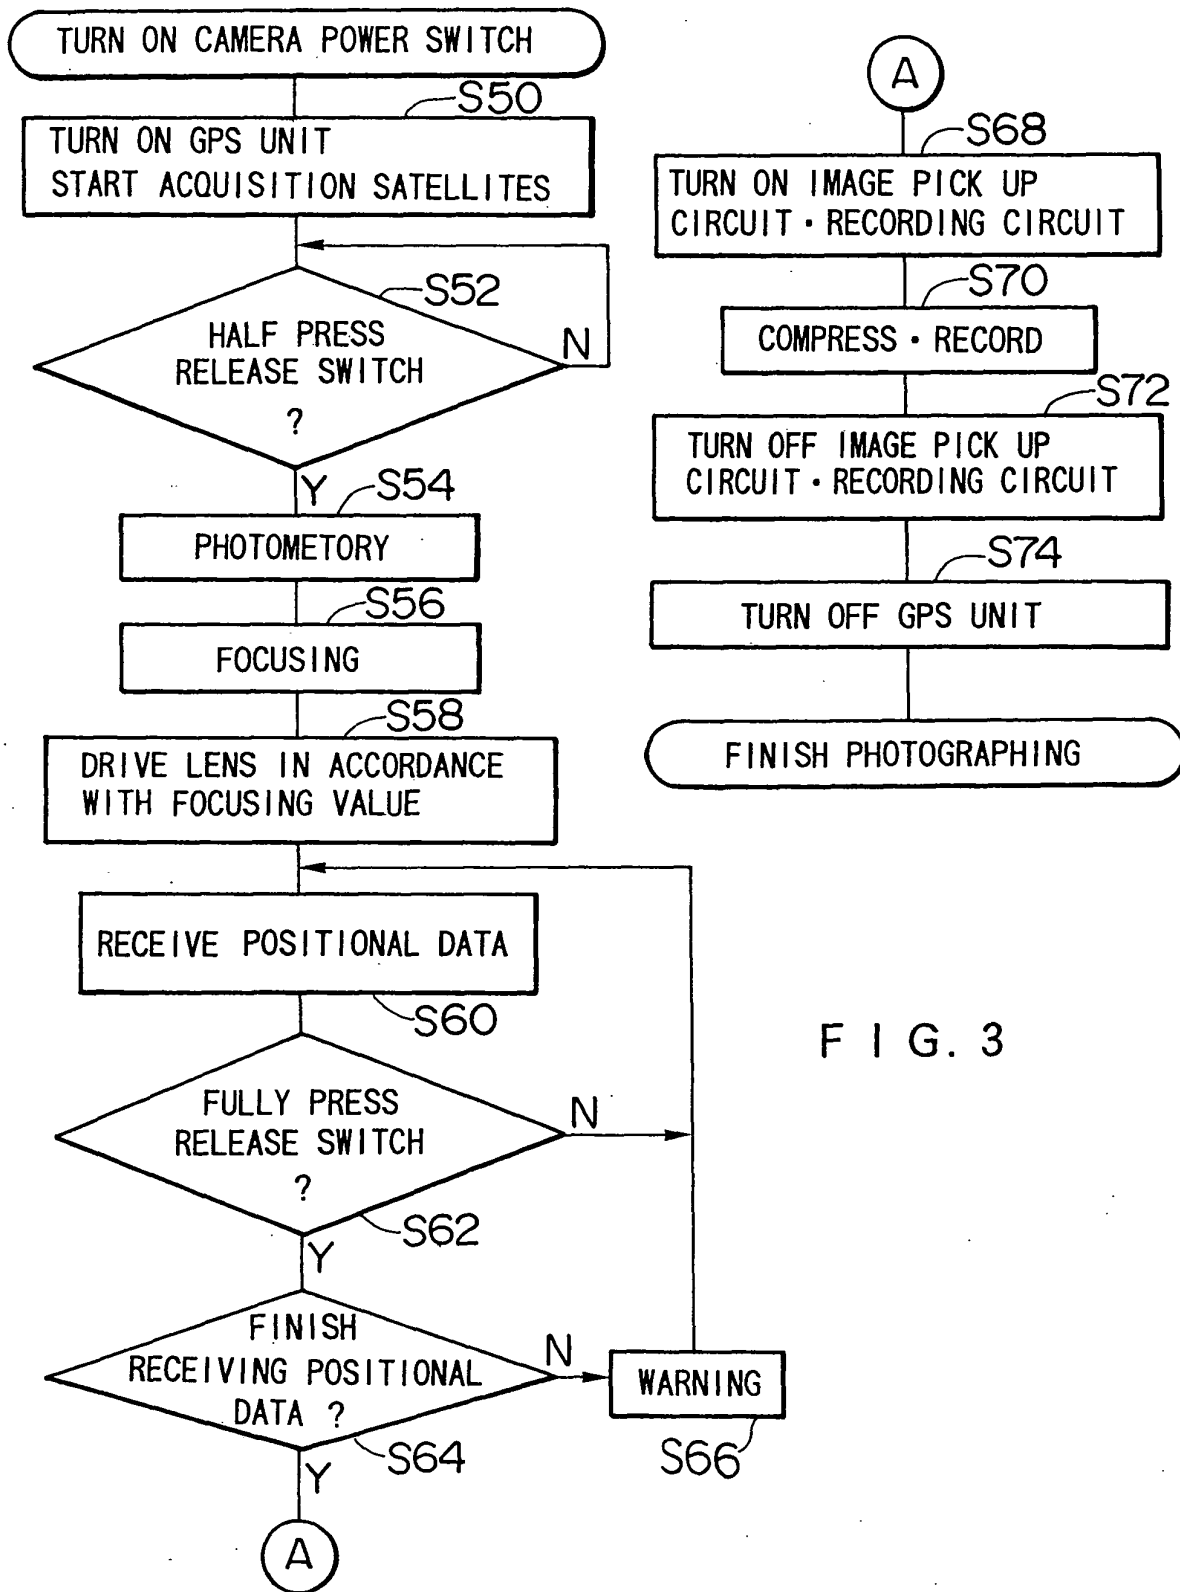 TURN ON CAMERA POWER SWITCH
S50
TURN ON GPS UNIT
START ACQUISITION SATELLITES
S52
HALF PRESS
RELEASE SWITCH
?
N
Y
S54
PHOTOMETORY
S56
FOCUSING
S58
DRIVE LENS IN ACCORDANCE
WITH FOCUSING VALUE
RECEIVE POSITIONAL DATA
S60
FULLY PRESS
RELEASE SWITCH
?
N
S62
Y
FINISH
RECEIVING POSITIONAL
DATA ?
N
WARNING
S64
S66
Y
A
A
S68
TURN ON IMAGE PICK UP
CIRCUIT・RECORDING CIRCUIT
S70
COMPRESS・RECORD
S72
TURN OFF IMAGE PICK UP
CIRCUIT・RECORDING CIRCUIT
S74
TURN OFF GPS UNIT
FINISH PHOTOGRAPHING
FIG. 3